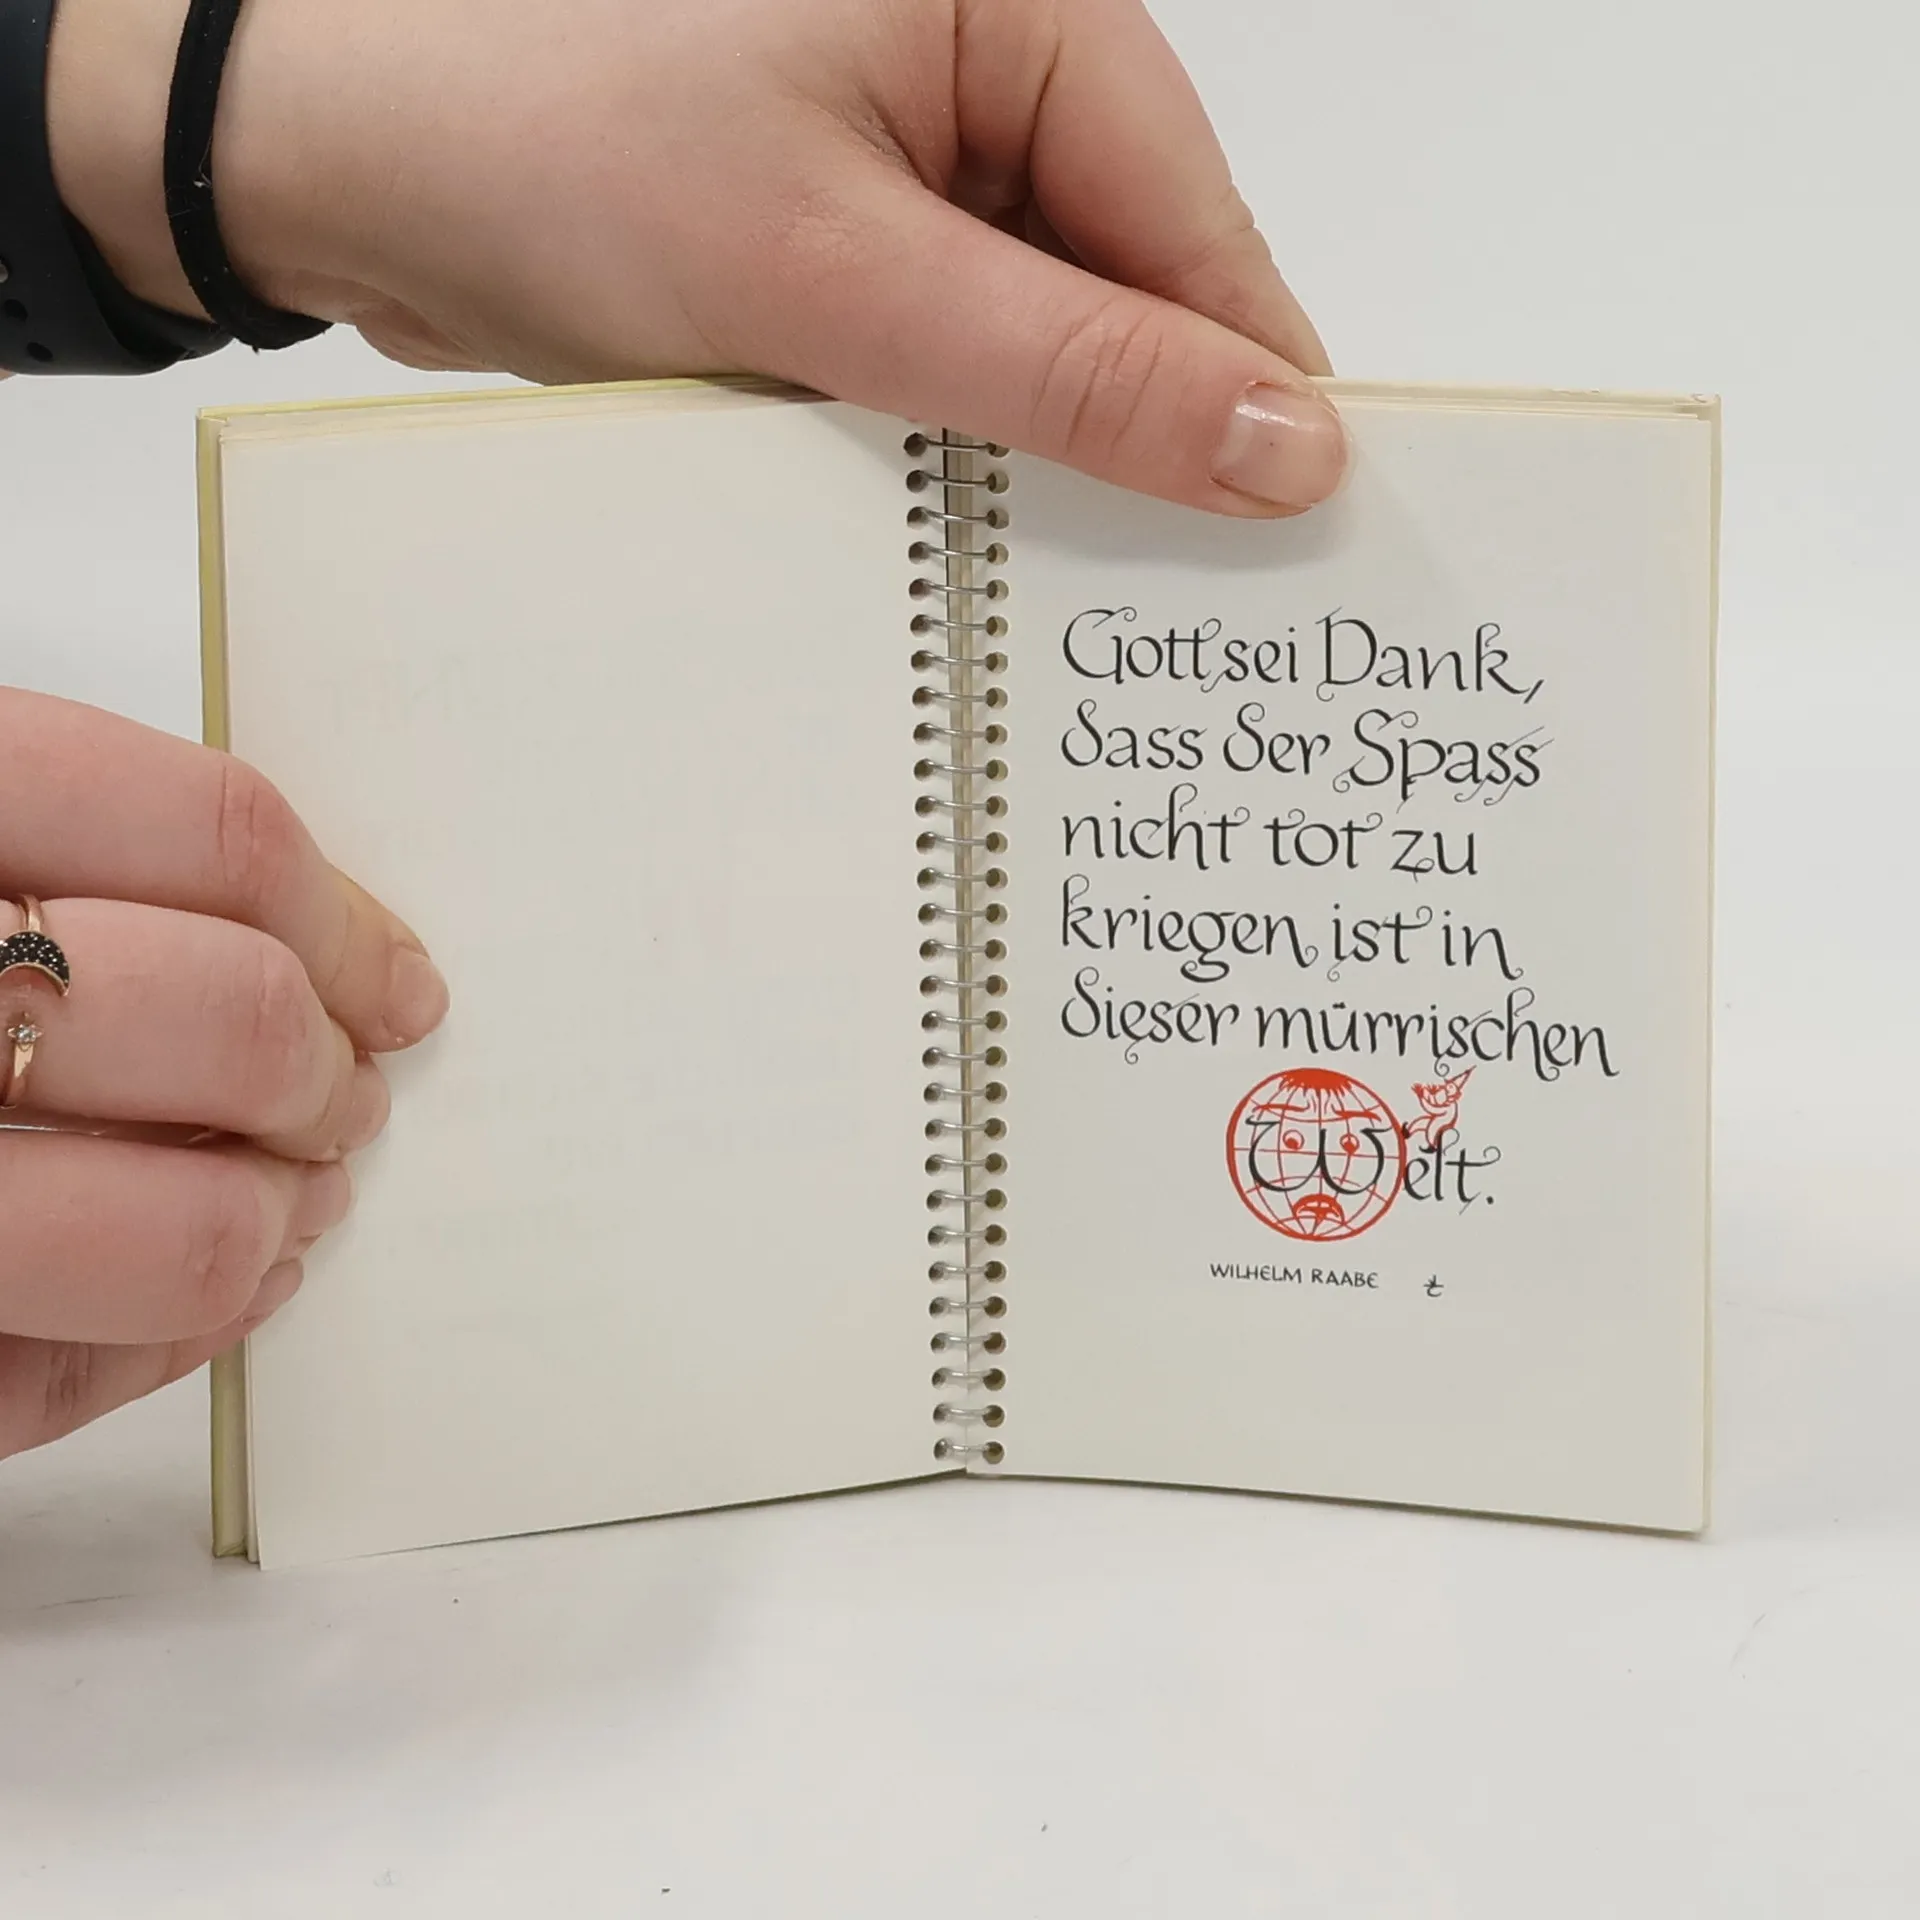 Gott sei Dank,
dass der Spass
nicht tot zu
kriegen ist in
dieser mürrischen
Welt.
WILHELM RAABE